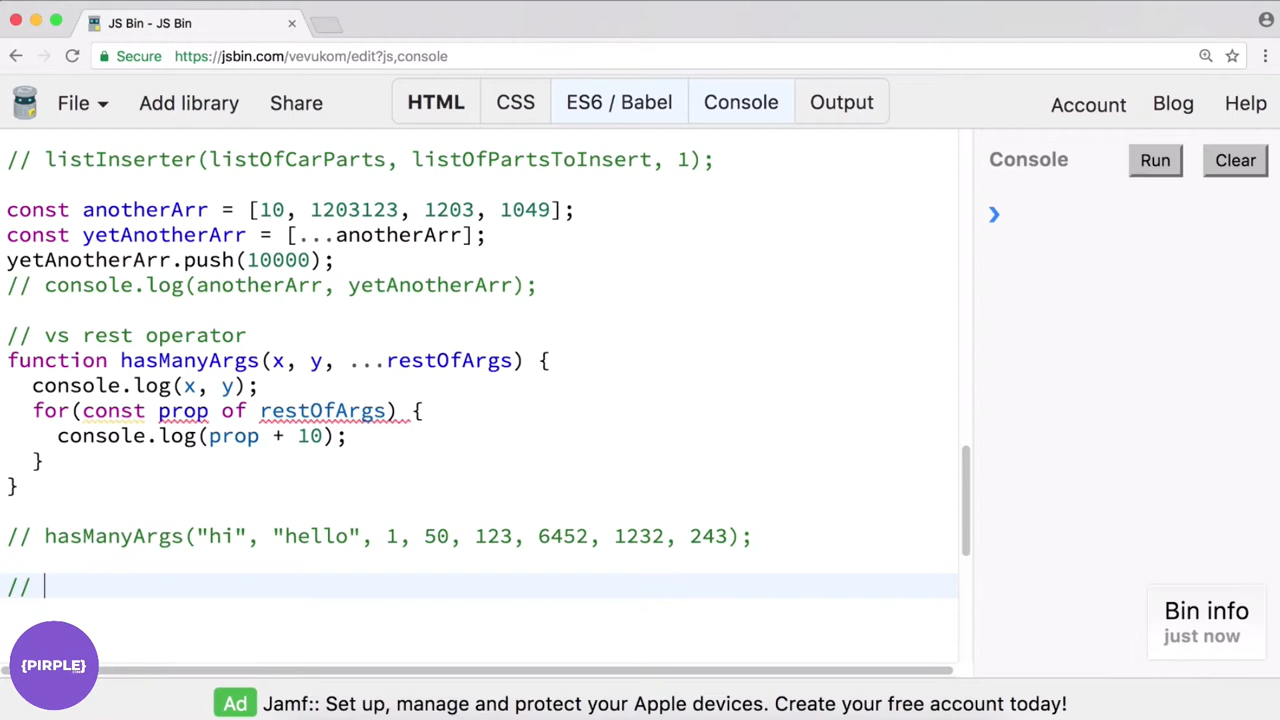 JS Bin - JS Bin
Secure https://jsbin.com/vevukom/edit?js,console
File Add library Share HTML CSS ES6 / Babel Console Output Account Blog Help
// listInserter(listOfCarParts, listOfPartsToInsert, 1);
const anotherArr = [10, 1203123, 1203, 1049];
const yetAnotherArr = [...anotherArr];
yetAnotherArr.push(10000);
// console.log(anotherArr, yetAnotherArr);
// vs rest operator
function hasManyArgs(x, y, ...restOfArgs) {
console.log(x, y);
for(const prop of restOfArgs) {
console.log(prop + 10);
}
}
// hasManyArgs("hi", "hello", 1, 50, 123, 6452, 1232, 243);
//
Console Run Clear
Bin info
just now
{PIRPLE}
Ad Jamf:: Set up, manage and protect your Apple devices. Create your free account today!